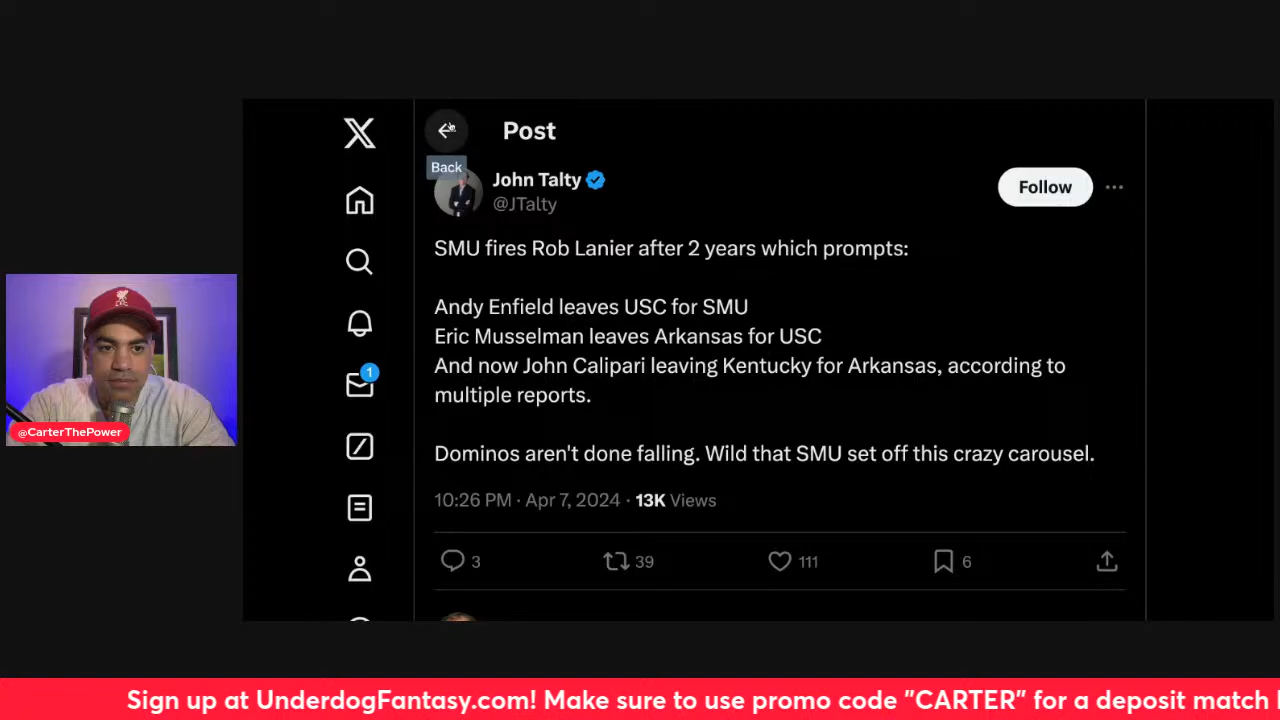 Post
Back
John Talty
@JTalty
Follow
SMU fires Rob Lanier after 2 years which prompts:
Andy Enfield leaves USC for SMU
Eric Musselman leaves Arkansas for USC
And now John Calipari leaving Kentucky for Arkansas, according to
multiple reports.
Dominos aren't done falling. Wild that SMU set off this crazy carousel.
10:26 PM · Apr 7, 2024 · 13K Views
3 39 111 6
1
@CarterThePower
Sign up at UnderdogFantasy.com! Make sure to use promo code "CARTER" for a deposit match